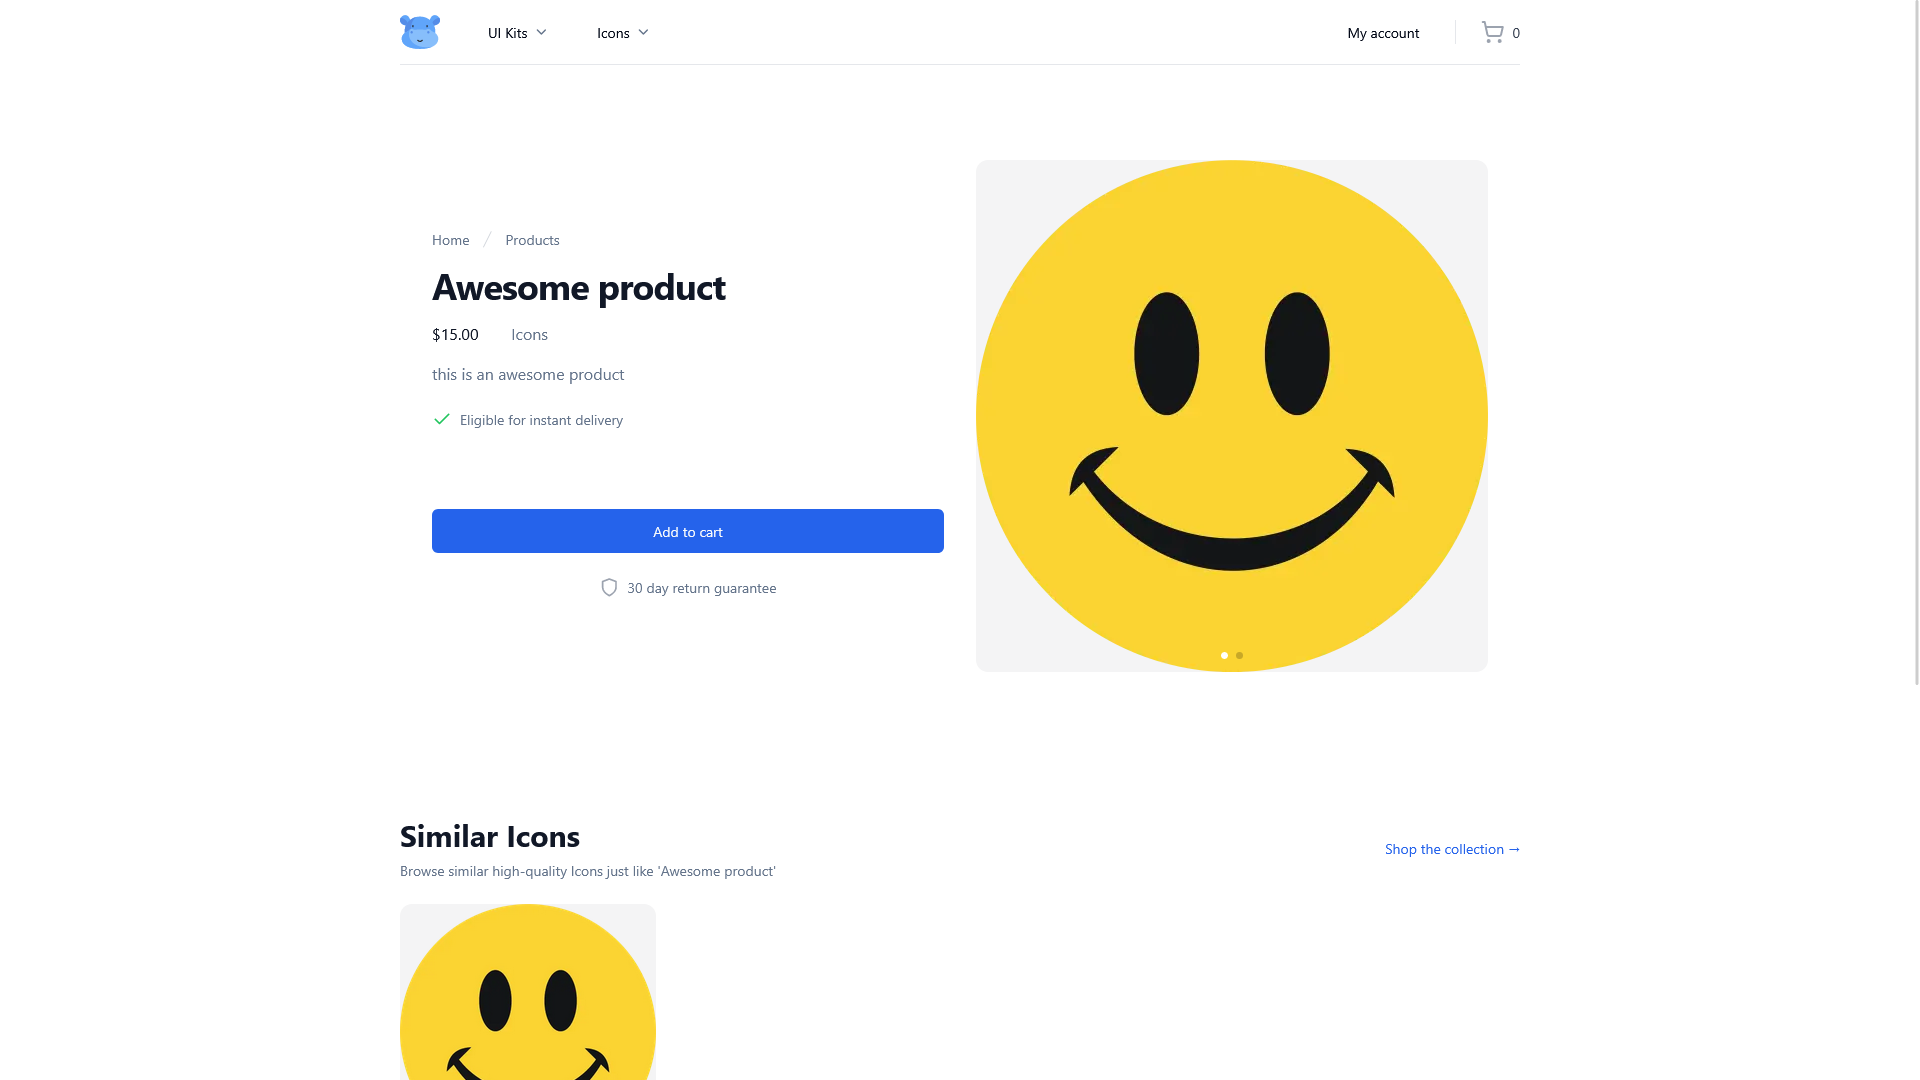 UI Kits
Icons
My account
0
Home / Products
Awesome product
$15.00
Icons
this is an awesome product
Eligible for instant delivery
Add to cart
30 day return guarantee
Similar Icons
Shop the collection →
Browse similar high-quality Icons just like 'Awesome product'